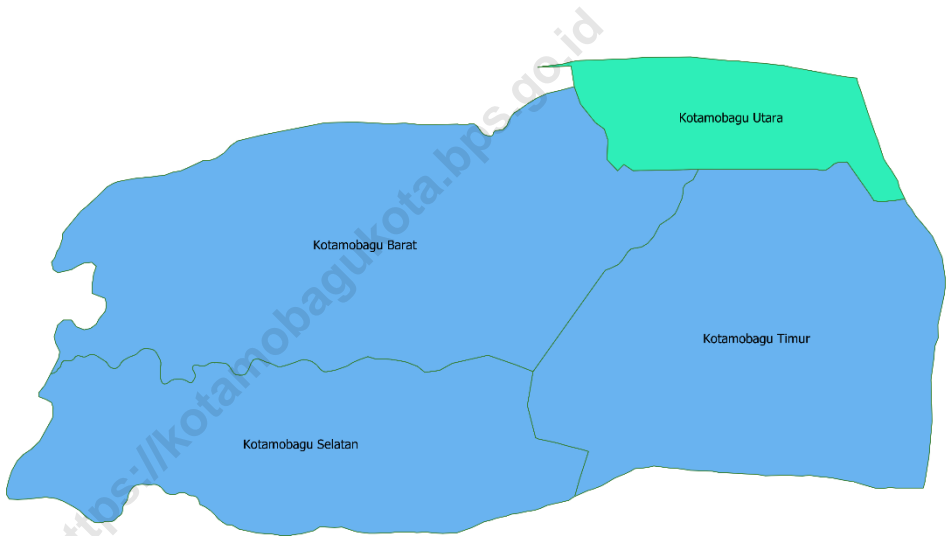 Kotamobagu Utara
Kotamobagu Barat
Kotamobagu Timur
Kotamobagu Selatan
https://kotamobagukota.bps.go.id